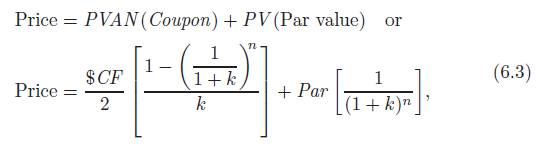 Price = PVAN(Coupon) + PV(Par value) or
Price = $CF/2 [(1 − (1/(1 + k))^n)/k] + Par [1/(1 + k)^n], (6.3)